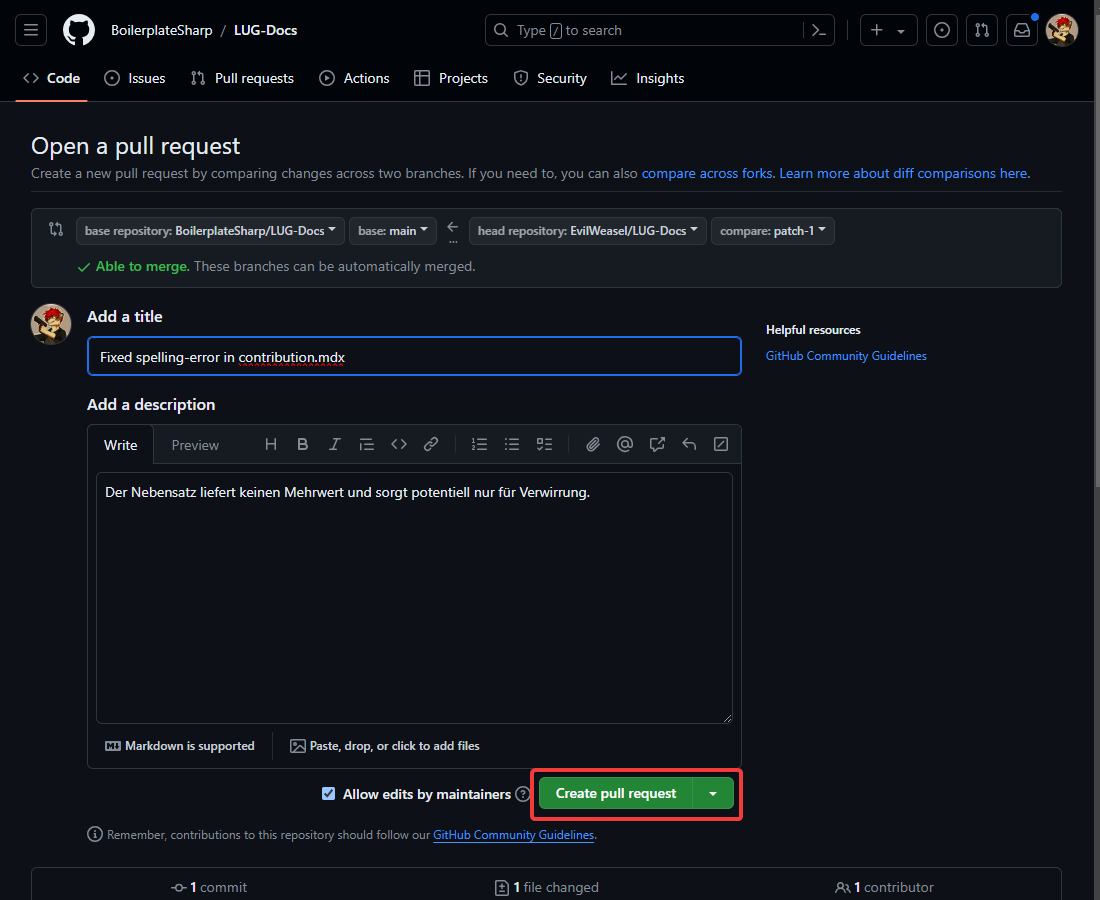 BoilerplateSharp / LUG-Docs
Type / to search
Code Issues Pull requests Actions Projects Security Insights
Open a pull request
Create a new pull request by comparing changes across two branches. If you need to, you can also compare across forks. Learn more about diff comparisons here.
base repository: BoilerplateSharp/LUG-Docs base: main ← ... head repository: EvilWeasel/LUG-Docs compare: patch-1
Able to merge. These branches can be automatically merged.
Add a title
Fixed spelling-error in contribution.mdx
Helpful resources
GitHub Community Guidelines
Add a description
Write Preview
Der Nebensatz liefert keinen Mehrwert und sorgt potentiell nur für Verwirrung.
Markdown is supported Paste, drop, or click to add files
Allow edits by maintainers ? Create pull request
Remember, contributions to this repository should follow our GitHub Community Guidelines.
1 commit 1 file changed 1 contributor